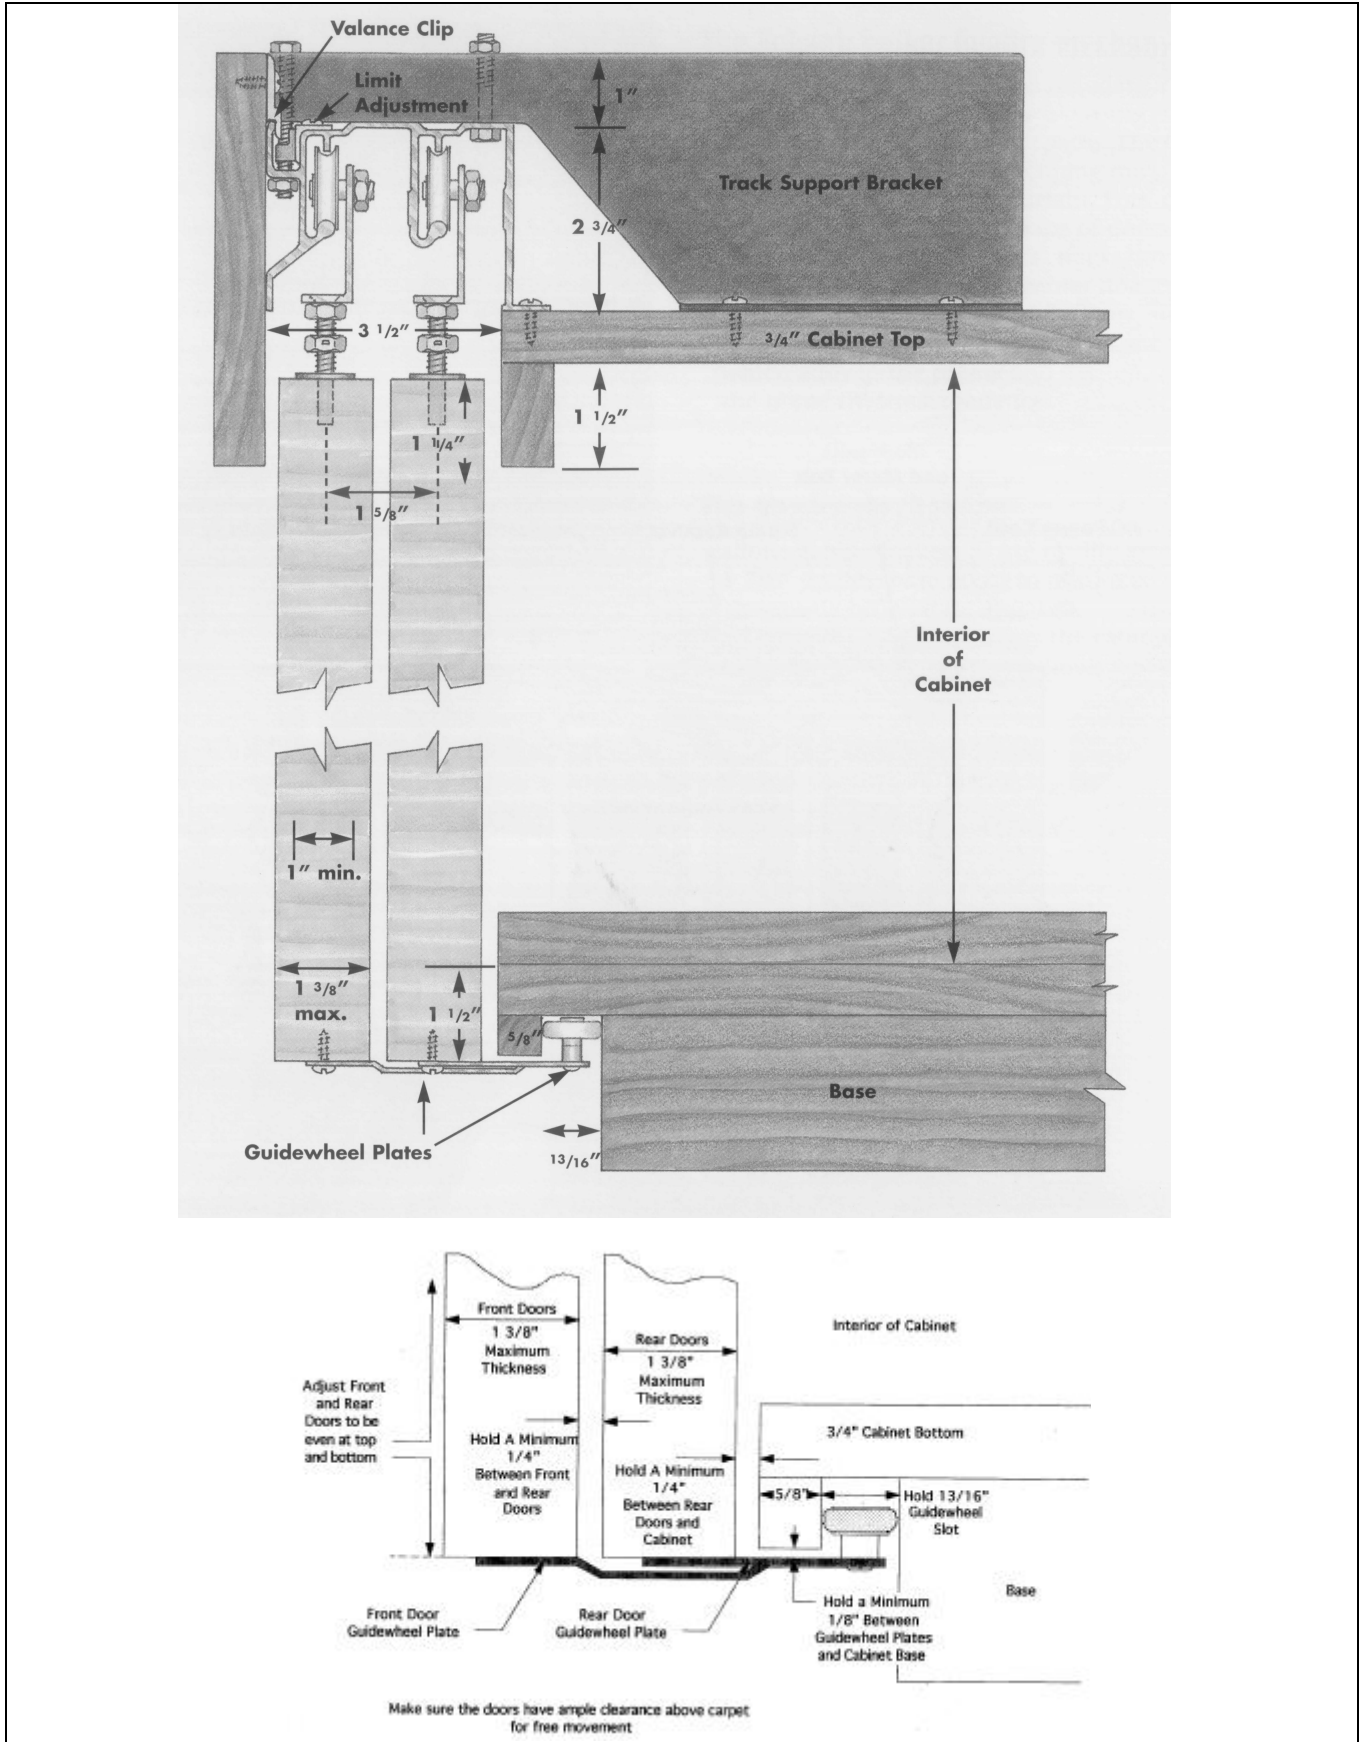 Valance Clip
Limit
Adjustment
1″
Track Support Bracket
2 3/4″
3 1/2″
3/4″ Cabinet Top
1 1/2″
1 1/4″
1 5/8″
Interior
of
Cabinet
1″ min.
1 3/8″
max.
1 1/2″
5/8″
Base
Guidewheel Plates
13/16″
Front Doors
1 3/8"
Maximum
Thickness
Rear Doors
1 3/8"
Maximum
Thickness
Interior of Cabinet
Adjust Front
and Rear
Doors to be
even at top
and bottom
Hold A Minimum
1/4"
Between Front
and Rear
Doors
Hold A Minimum
1/4"
Between Rear
Doors and
Cabinet
3/4" Cabinet Bottom
5/8"
Hold 13/16"
Guidewheel
Slot
Base
Front Door
Guidewheel Plate
Rear Door
Guidewheel Plate
Hold a Minimum
1/8" Between
Guidewheel Plates
and Cabinet Base
Make sure the doors have ample clearance above carpet
for free movement